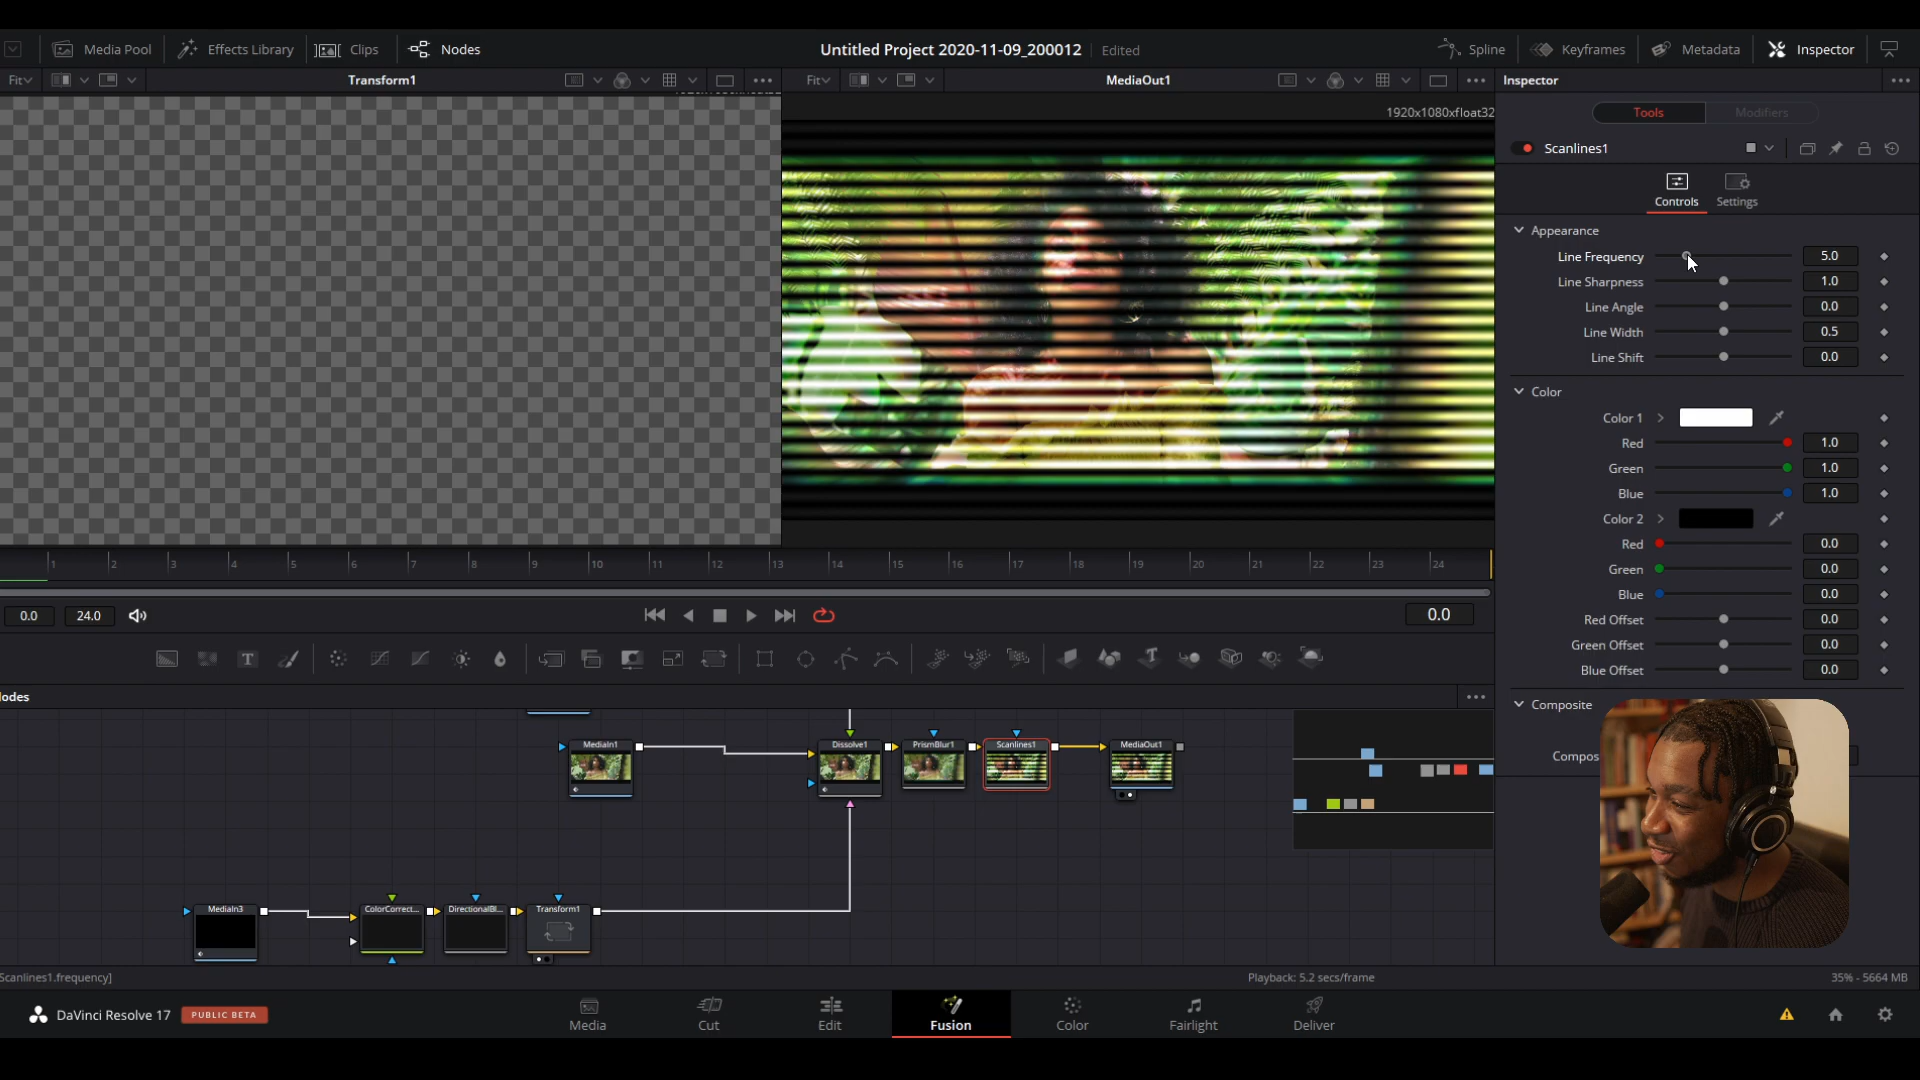 Media Pool Effects Library Clips Nodes Untitled Project 2020-11-09_200012 Edited Spline Keyframes Metadata Inspector
Fit Transform1 Fit MediaOut1 Inspector
1920x1080xfloat32
Tools Modifiers
Scanlines1
Controls Settings
Appearance
Line Frequency 5.0
Line Sharpness 1.0
Line Angle 0.0
Line Width 0.5
Line Shift 0.0
Color
Color 1
Red 1.0
Green 1.0
Blue 1.0
Color 2
Red 0.0
Green 0.0
Blue 0.0
Red Offset 0.0
Green Offset 0.0
Blue Offset 0.0
Composite
Compos
1 2 3 4 5 6 7 8 9 10 11 12 13 14 15 16 17 18 19 20 21 22 23 24
0.0 24.0 0.0
T T
odes
MediaIn1 Dissolve1 PrismBlur1 Scanlines1 MediaOut1
MediaIn3 ColorCorrect... DirectionalBl... Transform1
Scanlines1.frequency] Playback: 5.2 secs/frame 35% - 5664 MB
DaVinci Resolve 17 PUBLIC BETA Media Cut Edit Fusion Color Fairlight Deliver